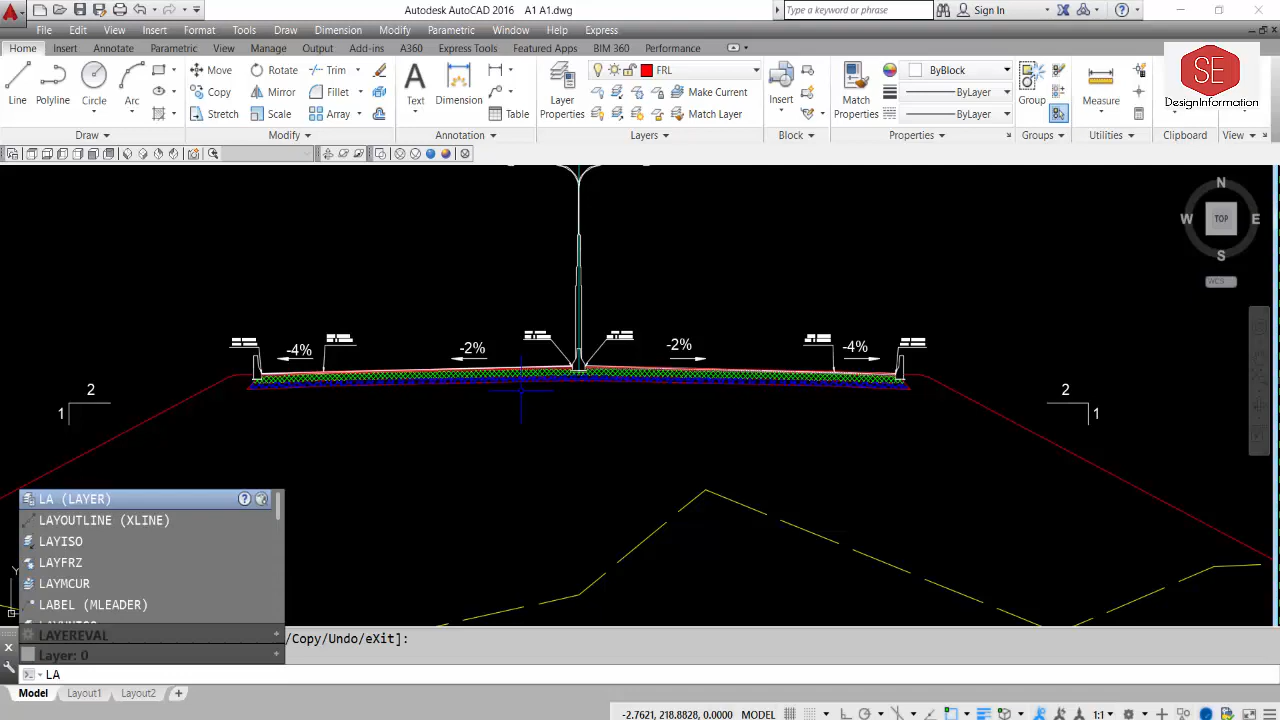 Autodesk AutoCAD 2016 A1 A1.dwg
Type a keyword or phrase
Sign In
File Edit View Insert Format Tools Draw Dimension Modify Parametric Window Help Express
Home Insert Annotate Parametric View Manage Output Add-ins A360 Express Tools Featured Apps BIM 360 Performance
SE
DesignInformation
Line Polyline Circle Arc
Move Rotate Trim
Copy Mirror Fillet
Stretch Scale Array
Text Dimension Table
Layer Properties
FRL
Make Current
Match Layer
Insert
Match Properties
ByBlock
ByLayer
ByLayer
Group
Measure
Draw Modify Annotation Layers Block Properties Groups Utilities Clipboard View
N
W TOP E
S
WCS
-4% -2% -2% -4%
2
1
2
1
LA (LAYER)
LAYOUTLINE (XLINE)
LAYISO
LAYFRZ
LAYMCUR
LABEL (MLEADER)
LAYEREVAL
Layer: 0
/Copy/Undo/eXit]:
LA
Model Layout1 Layout2 +
-2.7621, 218.8828, 0.0000 MODEL 1:1